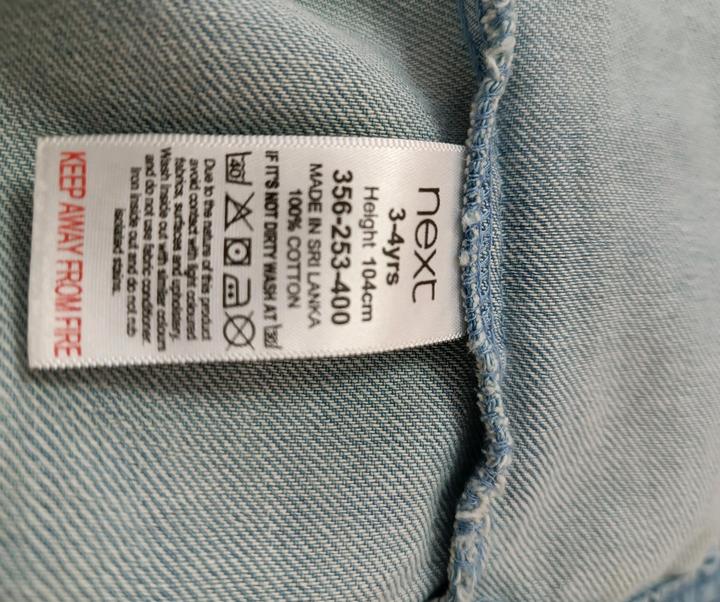 next
3-4yrs
Height 104cm
356-253-400
MADE IN SRI LANKA
100% COTTON
IF IT'S NOT DIRTY WASH AT 30
40
Due to the nature of this product
avoid contact with light coloured
fabrics, surfaces and upholstery.
Wash inside out with similar colours
and do not use fabric conditioner.
Iron inside out and do not rub
isolated stains.
KEEP AWAY FROM FIRE